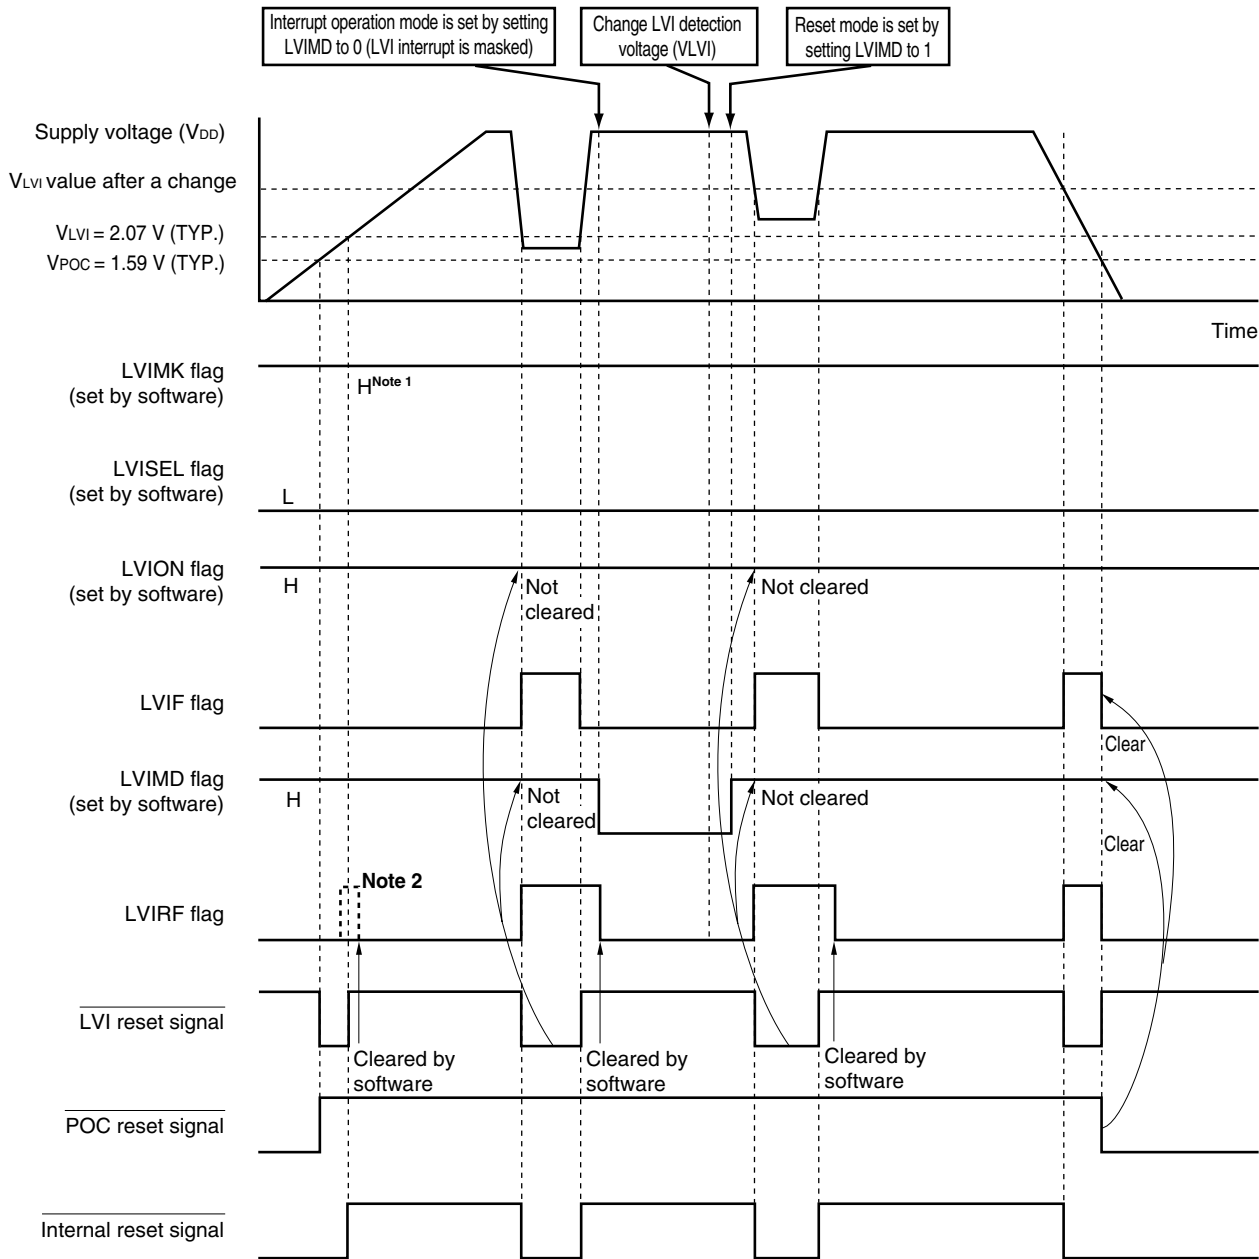 Interrupt operation mode is set by setting
LVIMD to 0 (LVI interrupt is masked)
Change LVI detection
voltage (VLVI)
Reset mode is set by
setting LVIMD to 1
Supply voltage (VDD)
VLVI value after a change
VLVI = 2.07 V (TYP.)
VPOC = 1.59 V (TYP.)
Time
LVIMK flag
(set by software)
H Note 1
LVISEL flag
(set by software)
L
LVION flag
(set by software)
H
Not
cleared
Not cleared
LVIF flag
Clear
LVIMD flag
(set by software)
H
Not
cleared
Not cleared
Clear
Note 2
LVIRF flag
LVI reset signal
Cleared by
software
Cleared by
software
Cleared by
software
POC reset signal
Internal reset signal